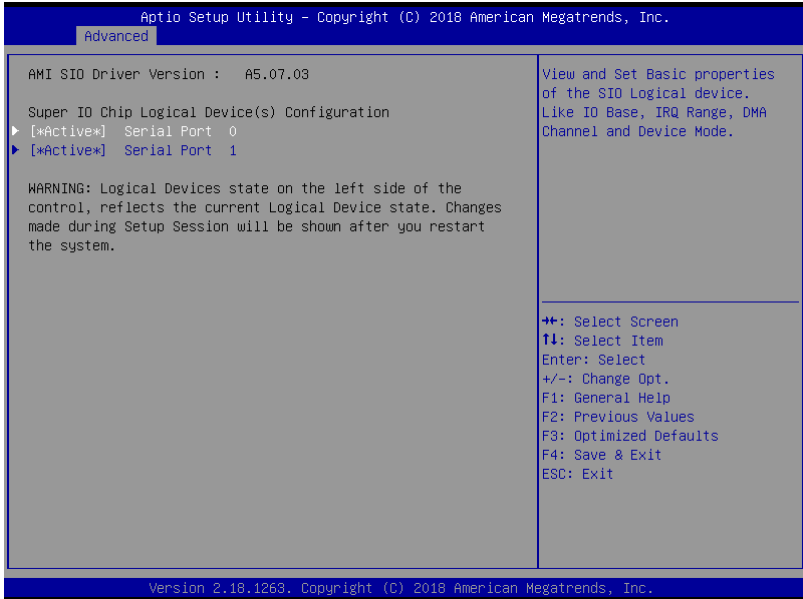 Aptio Setup Utility – Copyright (C) 2018 American Megatrends, Inc.
Advanced
AMI SIO Driver Version : A5.07.03
Super IO Chip Logical Device(s) Configuration
[*Active*] Serial Port 0
[*Active*] Serial Port 1
WARNING: Logical Devices state on the left side of the
control, reflects the current Logical Device state. Changes
made during Setup Session will be shown after you restart
the system.
View and Set Basic properties
of the SIO Logical device.
Like IO Base, IRQ Range, DMA
Channel and Device Mode.
→←: Select Screen
↑↓: Select Item
Enter: Select
+/-: Change Opt.
F1: General Help
F2: Previous Values
F3: Optimized Defaults
F4: Save & Exit
ESC: Exit
Version 2.18.1263. Copyright (C) 2018 American Megatrends, Inc.